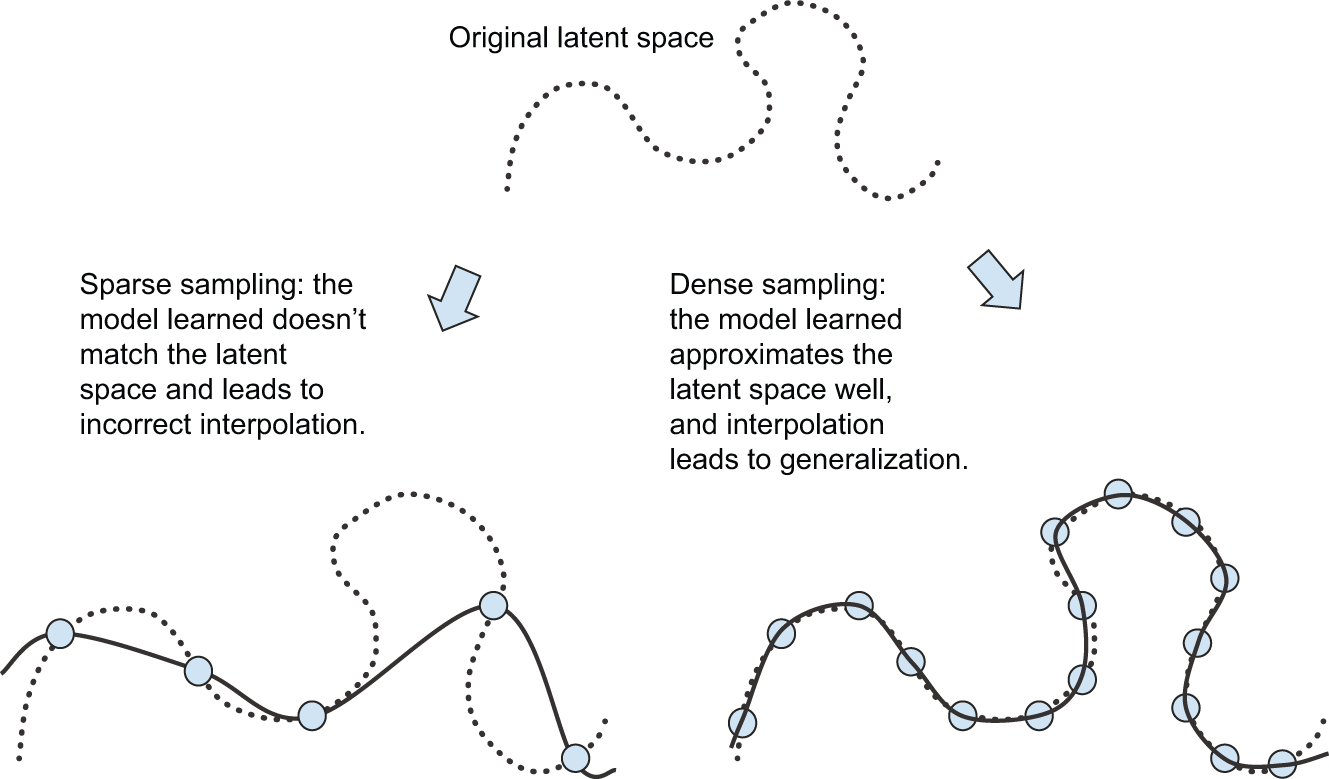 Original latent space
Sparse sampling: the
model learned doesn’t
match the latent
space and leads to
incorrect interpolation.
Dense sampling:
the model learned
approximates the
latent space well,
and interpolation
leads to generalization.